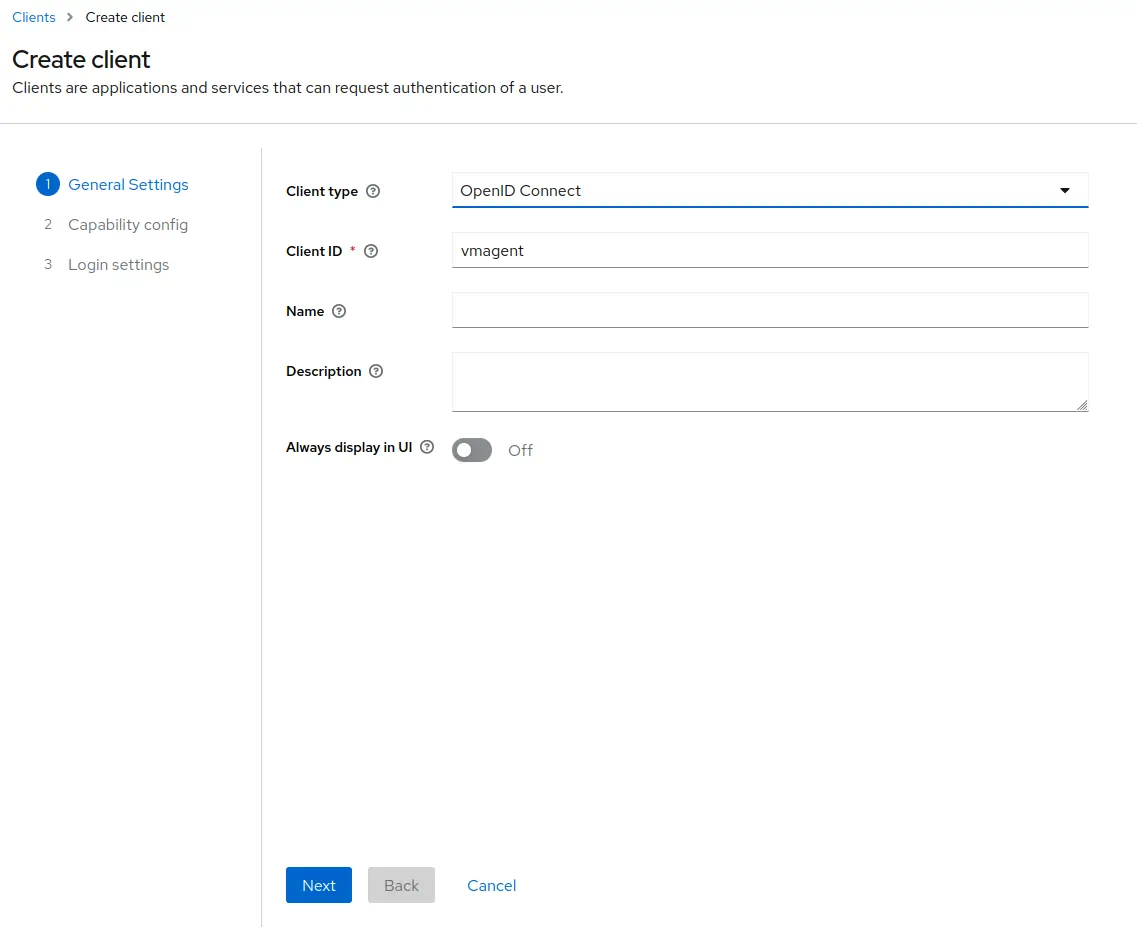 Clients > Create client
Create client
Clients are applications and services that can request authentication of a user.
1 General Settings
2 Capability config
3 Login settings
Client type ? OpenID Connect
Client ID * ? vmagent
Name ?
Description ?
Always display in UI ? Off
Next Back Cancel